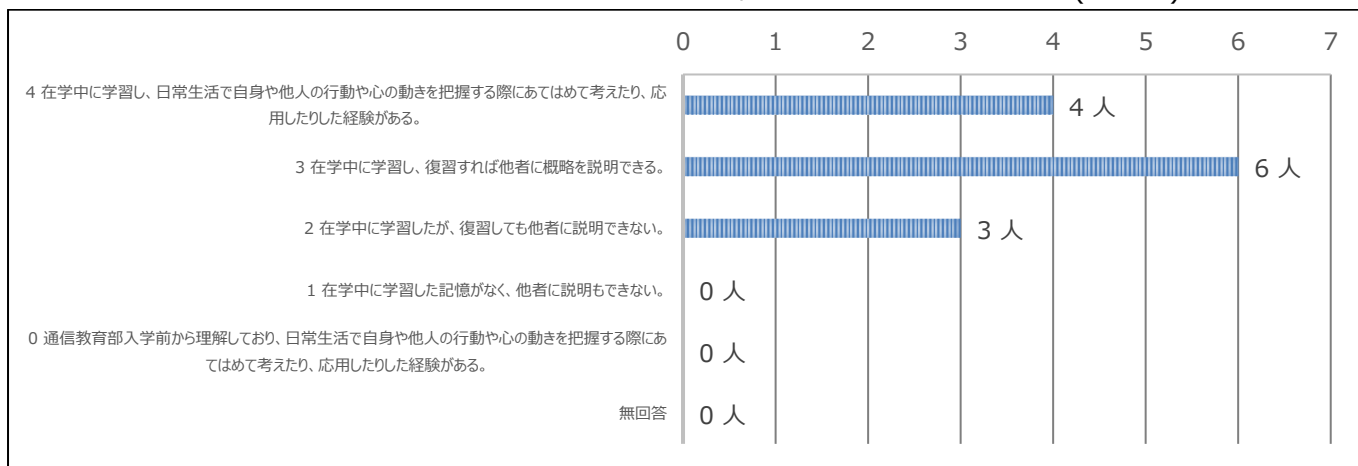 0 1 2 3 4 5 6 7
4 在学中に学習し、日常生活で自身や他人の行動や心の動きを把握する際にあてはめて考えたり、応
用したりした経験がある。
4 人
3 在学中に学習し、復習すれば他者に概略を説明できる。
6 人
2 在学中に学習したが、復習しても他者に説明できない。
3 人
1 在学中に学習した記憶がなく、他者に説明もできない。
0 人
0 通信教育部入学前から理解しており、日常生活で自身や他人の行動や心の動きを把握する際にあ
てはめて考えたり、応用したりした経験がある。
0 人
無回答
0 人